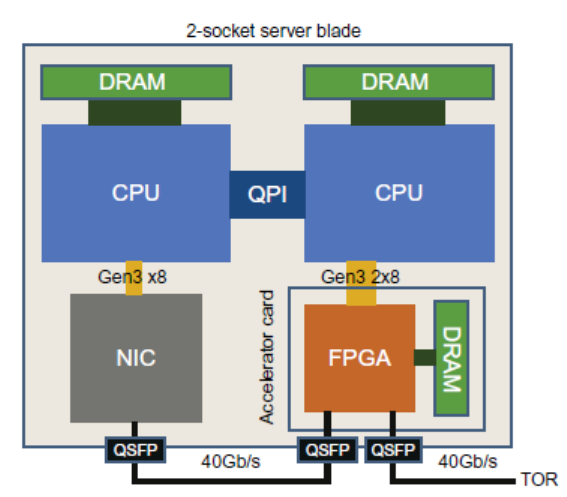 2-socket server blade
DRAM
DRAM
CPU
QPI
CPU
Gen3 x8
Gen3 2x8
Accelerator card
NIC
FPGA
DRAM
QSFP
QSFP
QSFP
40Gb/s
40Gb/s
TOR